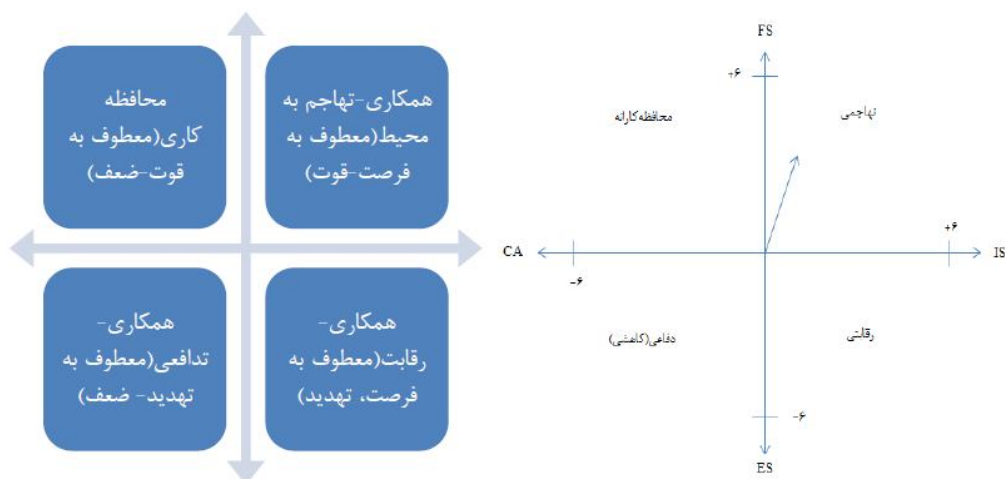 محافظه
کاری(معطوف به
قوت-ضعف)
همکاری-تهاجم به
محیط(معطوف به
فرصت-قوت)
همکاری-
تدافعی(معطوف به
تهدید- ضعف)
همکاری-
رقابت(معطوف به
فرصت، تهدید)
FS
+۶
محافظه‌کارانه
تهاجمی
+۶
CA
IS
-۶
دفاعی(کاهشی)
رقابتی
-۶
ES